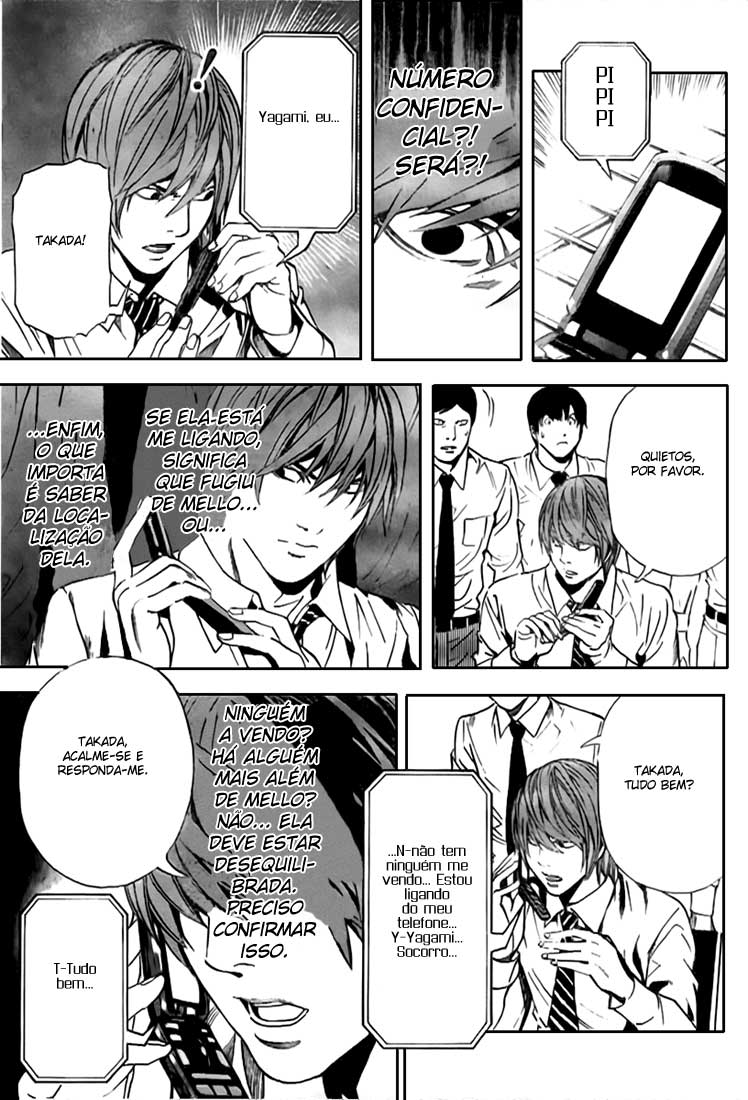 PI
PI
PI
NÚMERO
CONFIDEN-
CIAL?!
SERÁ?!
Yagami, eu...
!
TAKADA!
QUIETOS,
POR FAVOR.
SE ELA ESTÁ
ME LIGANDO,
SIGNIFICA
QUE FUGIU
DE MELLO...
OU...
...ENFIM,
O QUE
IMPORTA
É SABER
DA LOCA-
LIZAÇÃO
DELA.
TAKADA,
TUDO BEM?
...N-não tem
ninguém me
vendo... Estou
ligando
do meu
telefone...
Y-Yagami...
Socorro...
NINGUÉM
A VENDO?
HÁ ALGUÉM
MAIS ALÉM
DE MELLO?
NÃO... ELA
DEVE ESTAR
DESEQUILI-
BRADA.
PRECISO
CONFIRMAR
ISSO.
TAKADA,
ACALME-SE E
RESPONDA-ME.
T-Tudo
bem...